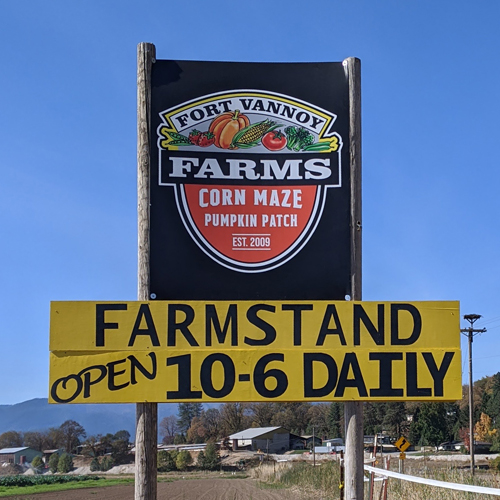 FORT VANNOY
FARMS
CORN MAZE
PUMPKIN PATCH
EST. 2009
FARMSTAND
OPEN 10-6 DAILY